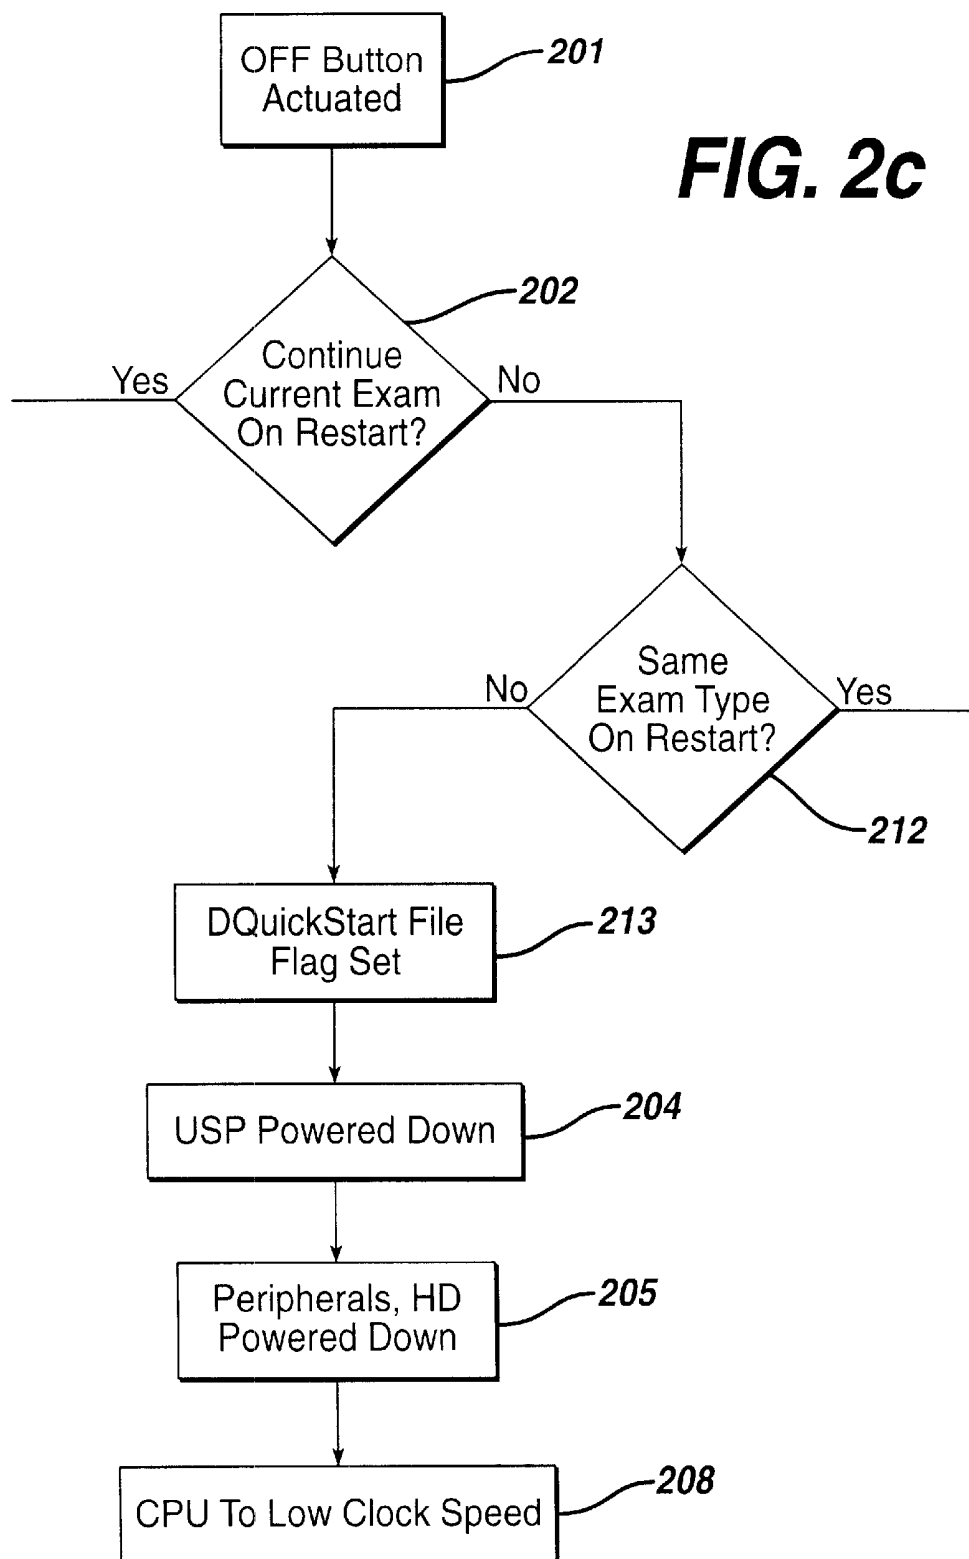 OFF Button
Actuated
201
FIG. 2c
202
Continue
Current Exam
On Restart?
Yes
No
Same
Exam Type
On Restart?
No
Yes
212
DQuickStart File
Flag Set
213
USP Powered Down
204
Peripherals, HD
Powered Down
205
CPU To Low Clock Speed
208